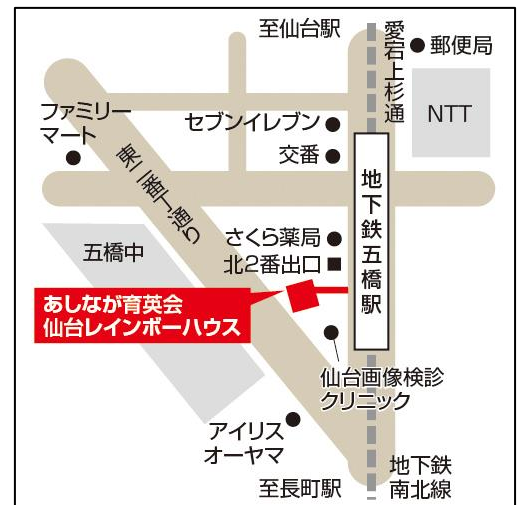 至仙台駅
愛宕上杉通
郵便局
ファミリー
マート
セブンイレブン
NTT
交番
東二番丁通り
地下鉄五橋駅
さくら薬局
五橋中
北2番出口
あしなが育英会
仙台レインボーハウス
仙台画像検診
クリニック
アイリス
オーヤマ
至長町駅
地下鉄
南北線